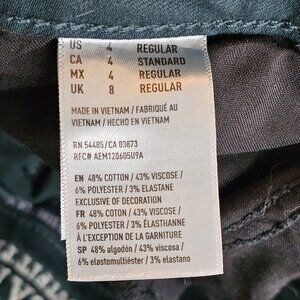 US 4 REGULAR
CA 4 STANDARD
MX 4 REGULAR
UK 8 REGULAR
MADE IN VIETNAM / FABRIQUÉ AU
VIETNAM / HECHO EN VIETNAM
RN 54485/CA 03873
RFC# AEM120605U9A
EN 48% COTTON / 43% VISCOSE /
6% POLYESTER / 3% ELASTANE
EXCLUSIVE OF DECORATION
FR 48% COTON / 43% VISCOSE /
6% POLYESTER / 3% ÉLASTHANNE
À L'EXCEPTION DE LA GARNITURE
SP 48% algodón / 43% viscosa /
6% elastomultiéster / 3% elastano